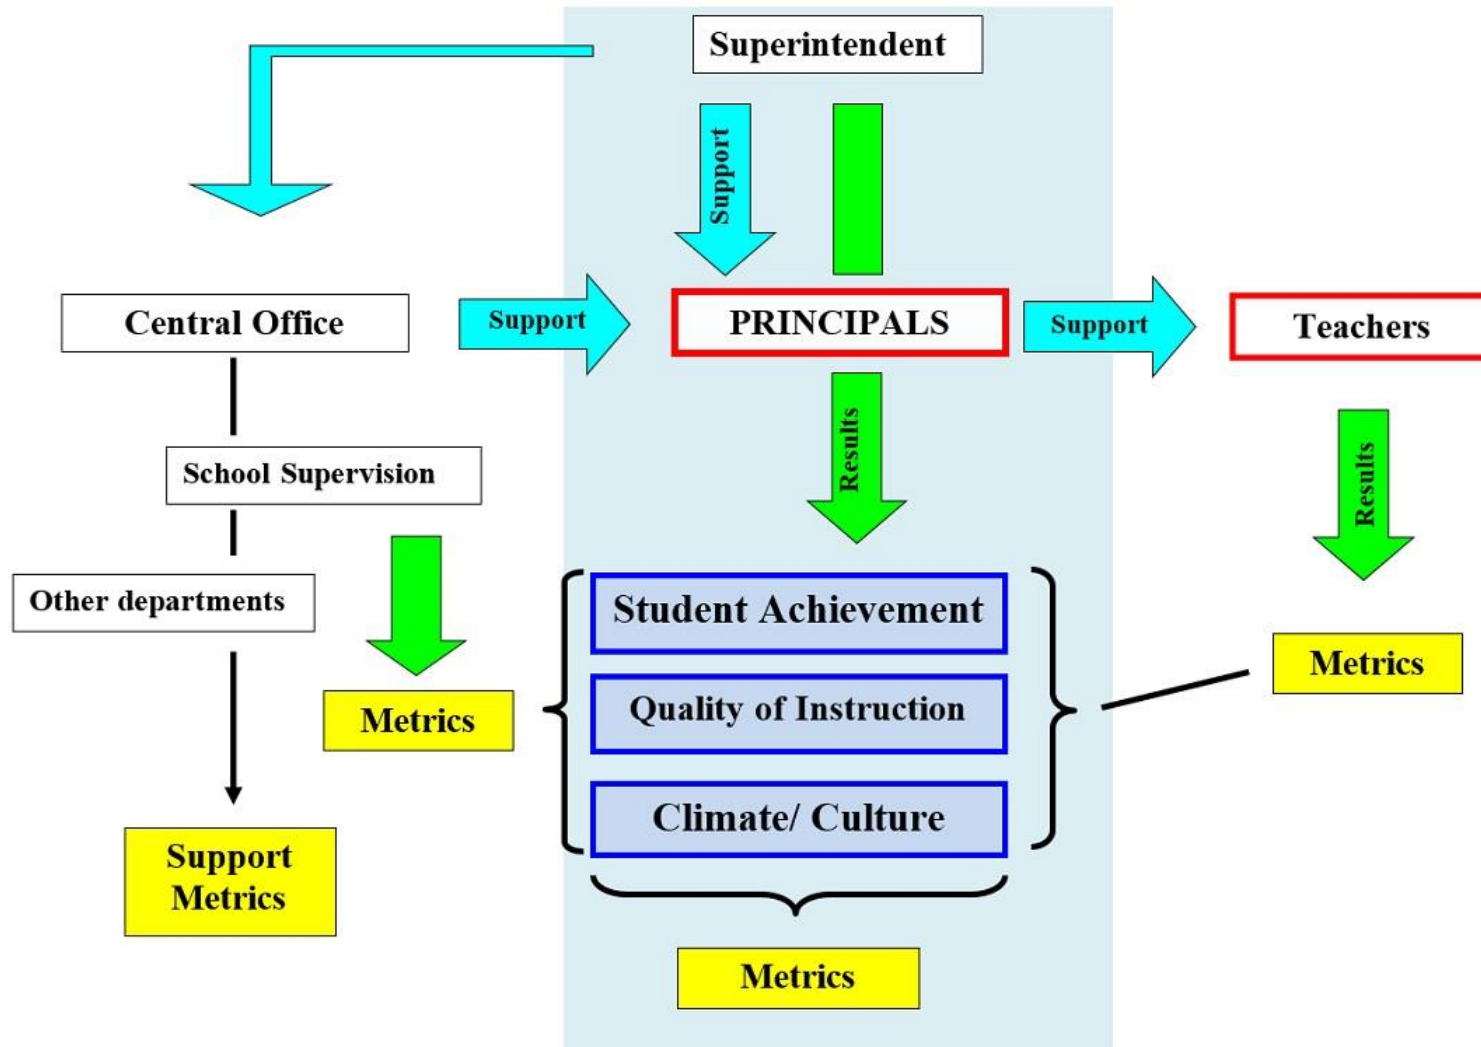 Superintendent
Support
Central Office
Support
PRINCIPALS
Support
Teachers
School Supervision
Results
Results
Other departments
Student Achievement
Metrics
Quality of Instruction
Metrics
Climate/ Culture
Support
Metrics
Metrics